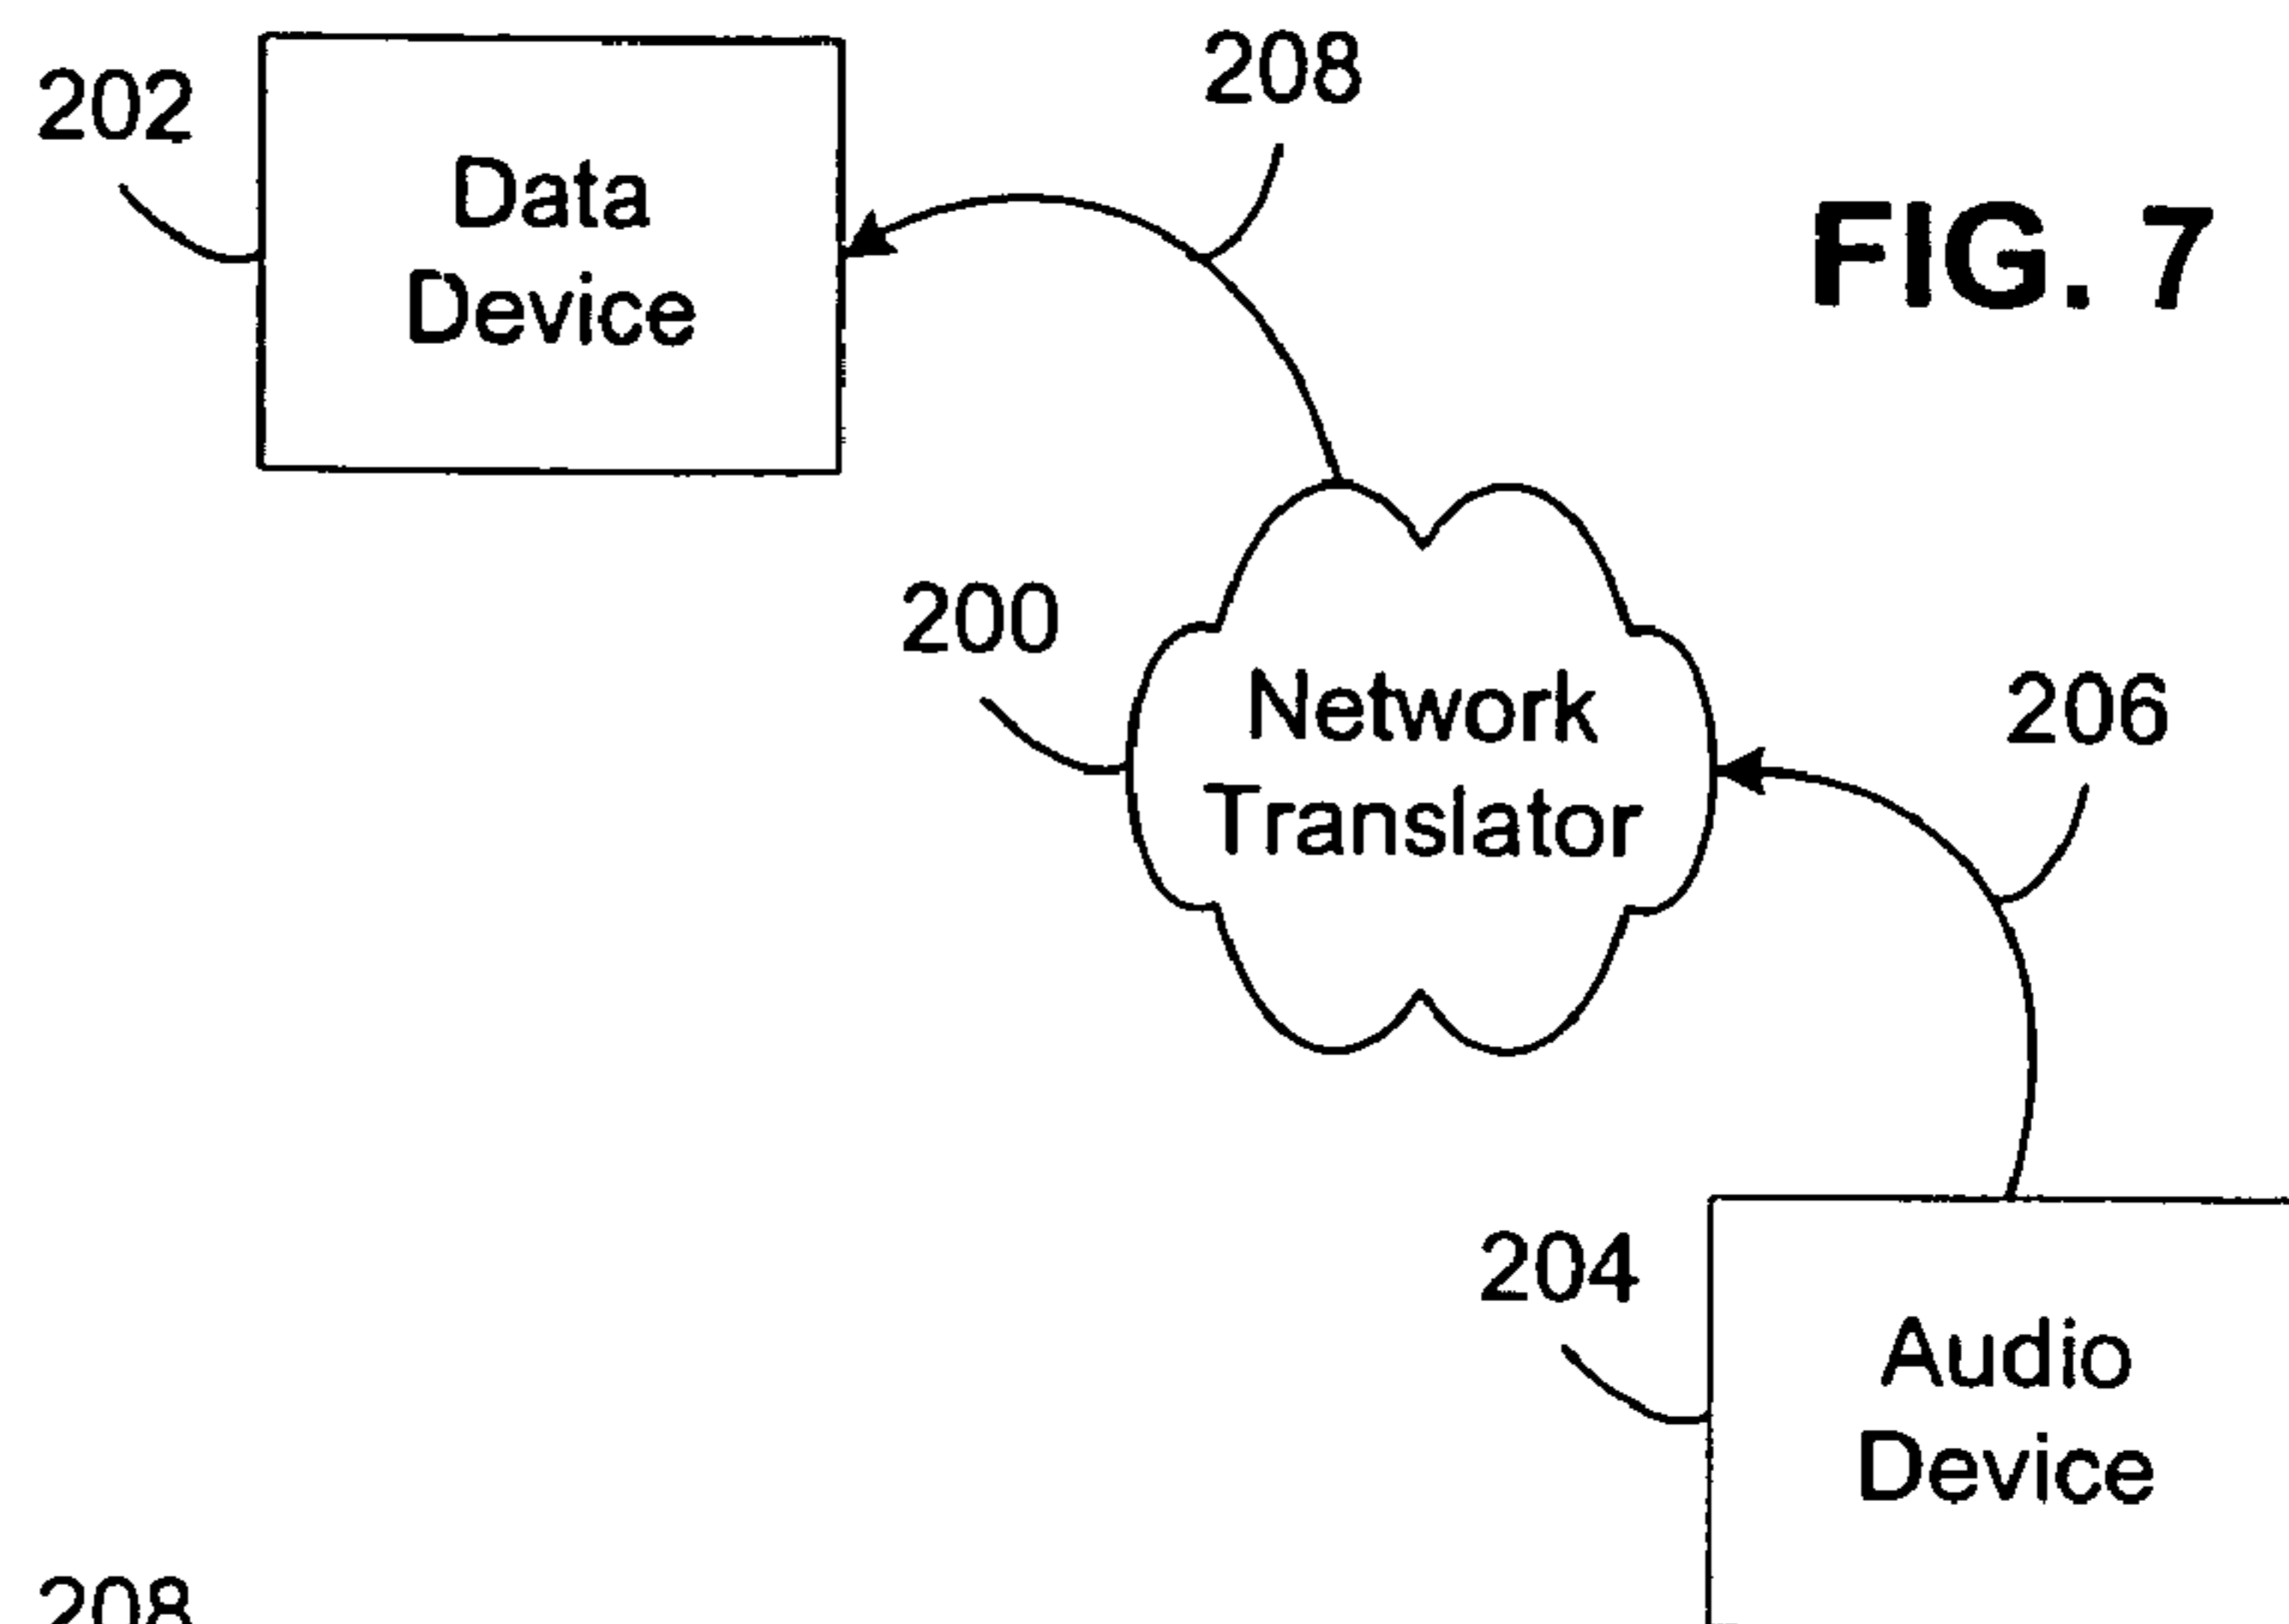 208
202
Data
Device
FIG. 7
200
Network
Translator
206
204
Audio
Device
208